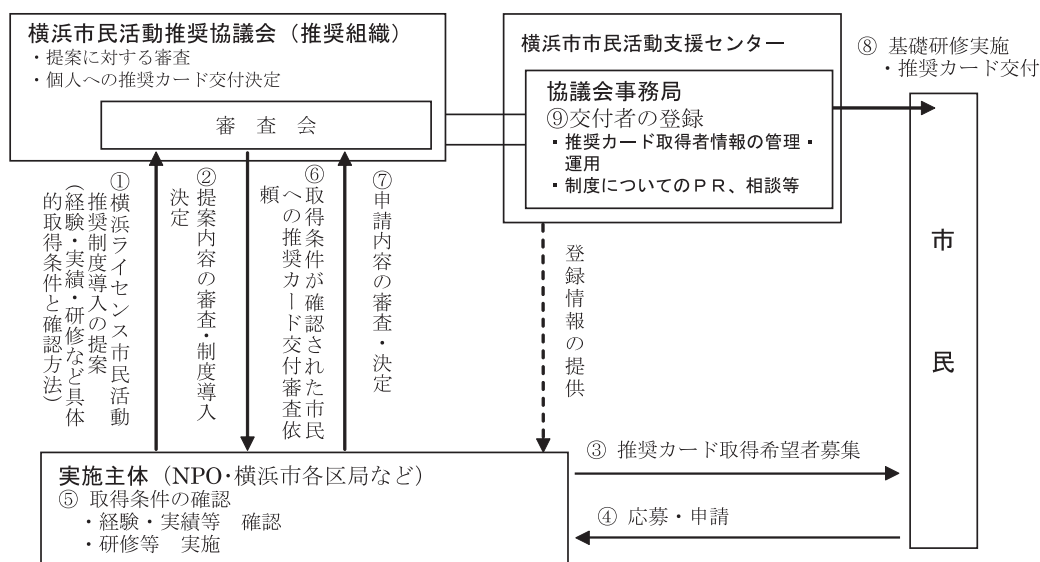 横浜市民活動推奨協議会（推奨組織）
・提案に対する審査
・個人への推奨カード交付決定
審　査　会
横浜市市民活動支援センター
協議会事務局
⑨交付者の登録
・推奨カード取得者情報の管理・
運用
・制度についてのＰＲ、相談等
⑧ 基礎研修実施
・推奨カード交付
市　民
①横浜ライセンス市民活動
推奨制度導入の提案
（経験・実績・研修など具体
的取得条件と確認方法）
②提案内容の審査・制度導入
決定
⑥取得条件が確認された市民
への推奨カード交付審査依
頼
⑦申請内容の審査・決定
登録情報の提供
実施主体（NPO・横浜市各区局など）
⑤ 取得条件の確認
・経験・実績等　確認
・研修等　実施
③ 推奨カード取得希望者募集
④ 応募・申請